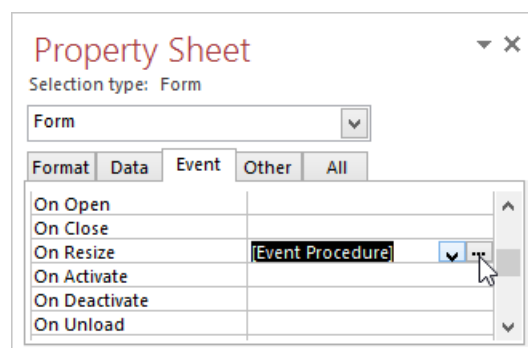 Property Sheet
Selection type: Form
Form
Format Data Event Other All
On Open
On Close
On Resize [Event Procedure] ...
On Activate
On Deactivate
On Unload